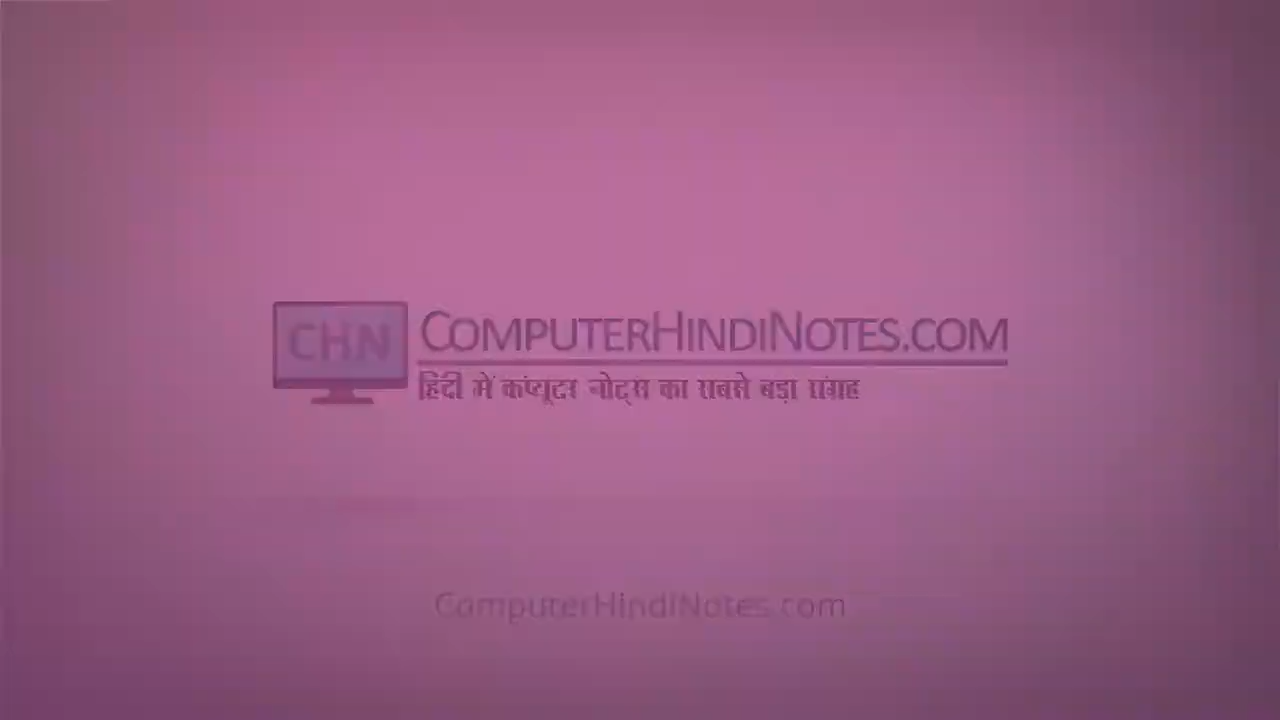 CHN
COMPUTERHINDINOTES.COM
हिंदी में कंप्यूटर नोट्स का सबसे बड़ा संग्रह
ComputerHindiNotes.com